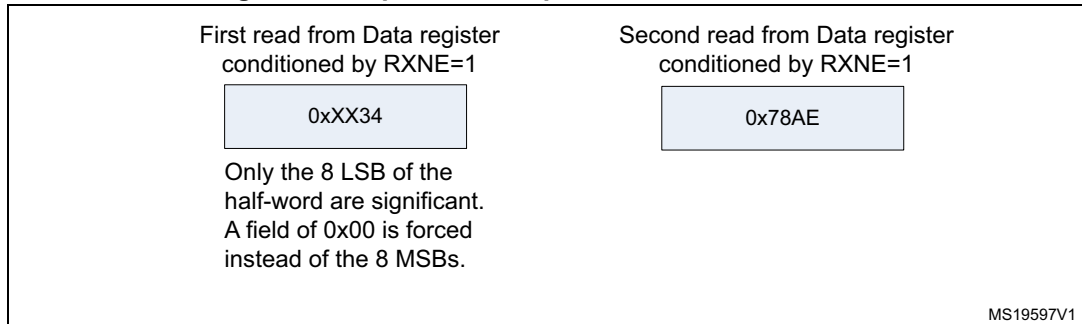 First read from Data register
conditioned by RXNE=1
0xXX34
Only the 8 LSB of the
half-word are significant.
A field of 0x00 is forced
instead of the 8 MSBs.
Second read from Data register
conditioned by RXNE=1
0x78AE
MS19597V1